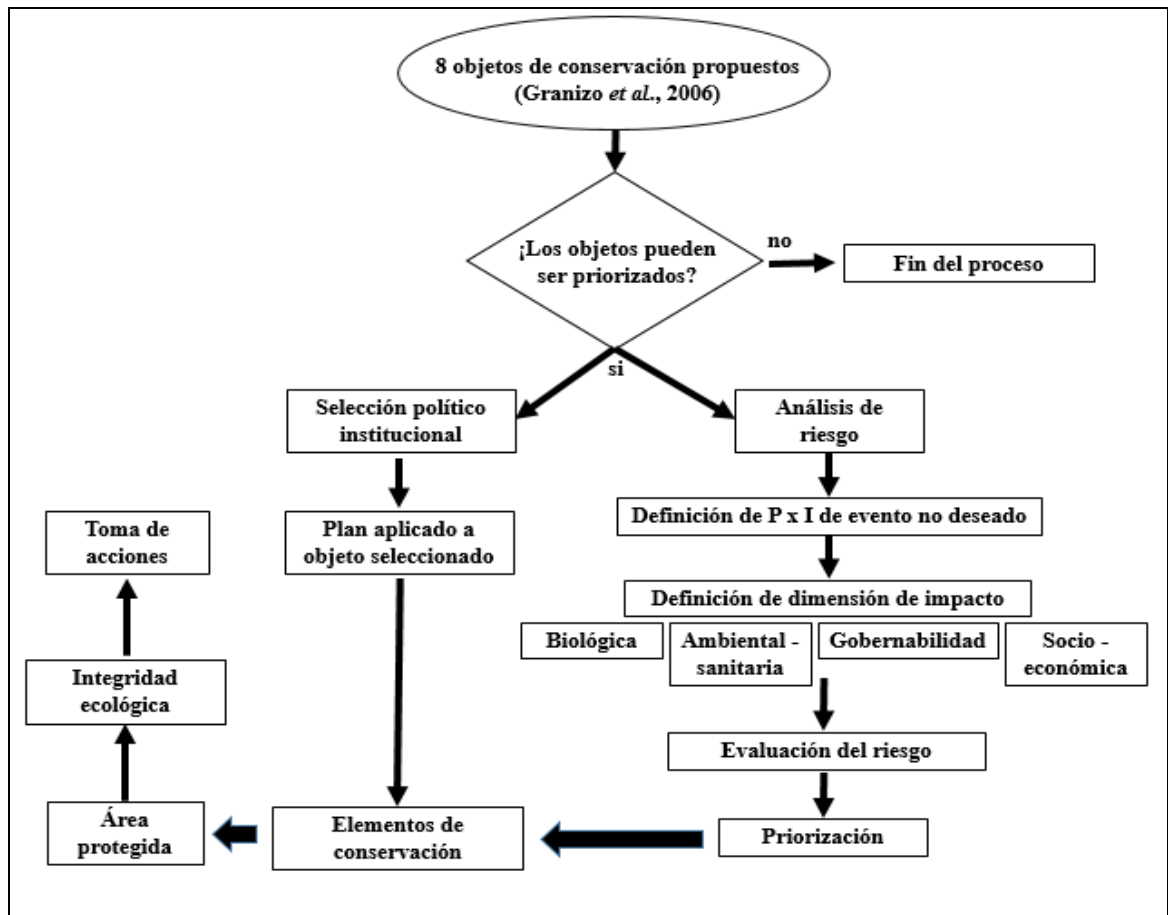 8 objetos de conservación propuestos
(Granizo et al., 2006)
¡Los objetos pueden
ser priorizados?
no
Fin del proceso
si
Selección político
institucional
Análisis de
riesgo
Toma de
acciones
Plan aplicado a
objeto seleccionado
Definición de P x I de evento no deseado
Definición de dimensión de impacto
Biológica
Ambiental -
sanitaria
Gobernabilidad
Socio -
económica
Integridad
ecológica
Evaluación del riesgo
Área
protegida
Elementos de
conservación
Priorización